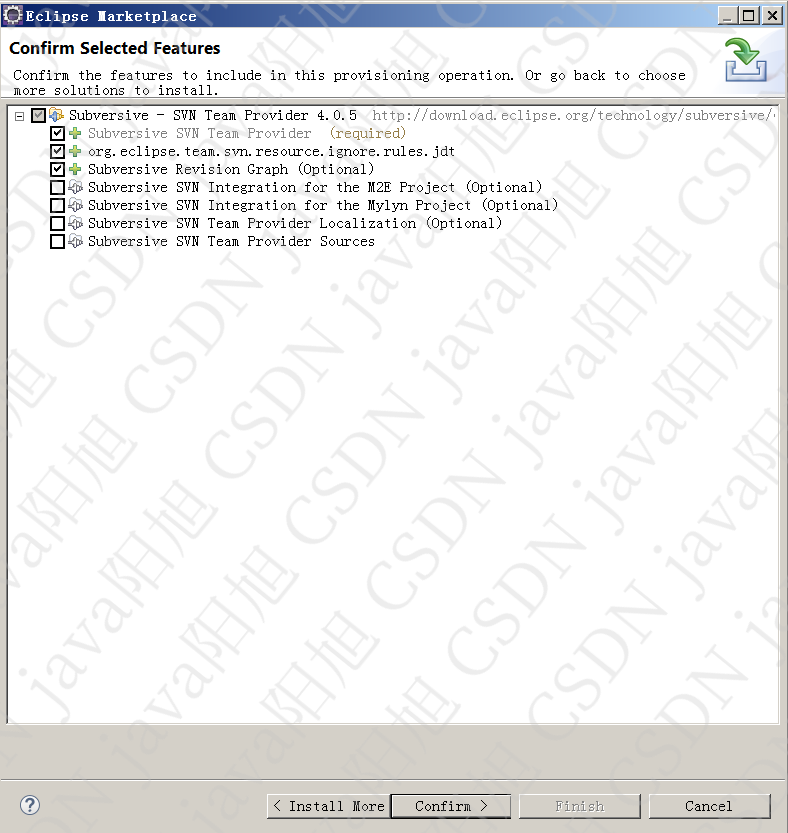 Eclipse Marketplace
Confirm Selected Features
Confirm the features to include in this provisioning operation. Or go back to choose
more solutions to install.
Subversive - SVN Team Provider 4.0.5 http://download.eclipse.org/technology/subversive/
Subversive SVN Team Provider (required)
org.eclipse.team.svn.resource.ignore.rules.jdt
Subversive Revision Graph (Optional)
Subversive SVN Integration for the M2E Project (Optional)
Subversive SVN Integration for the Mylyn Project (Optional)
Subversive SVN Team Provider Localization (Optional)
Subversive SVN Team Provider Sources
CSDN java阳旭
< Install More
Confirm >
Finish
Cancel